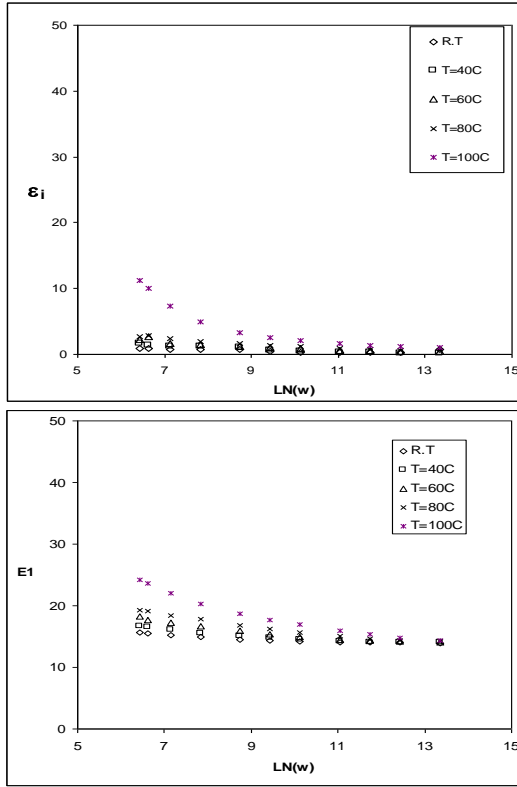 50
40
30
20
10
0
εi
5 7 9 11 13 15
LN(w)
R.T
T=40C
T=60C
T=80C
T=100C
50
40
30
20
10
0
E1
5 7 9 11 13 15
LN(w)
R.T
T=40C
T=60C
T=80C
T=100C